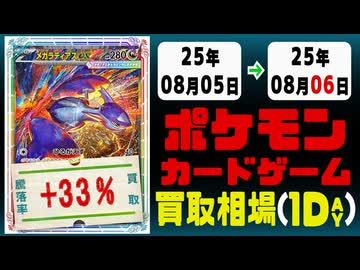 メガラティアスex 280
騰落率
+33%
買取
25年
08月05日
25年
08月06日
ポケモン
カードゲーム
買取相場(1D)